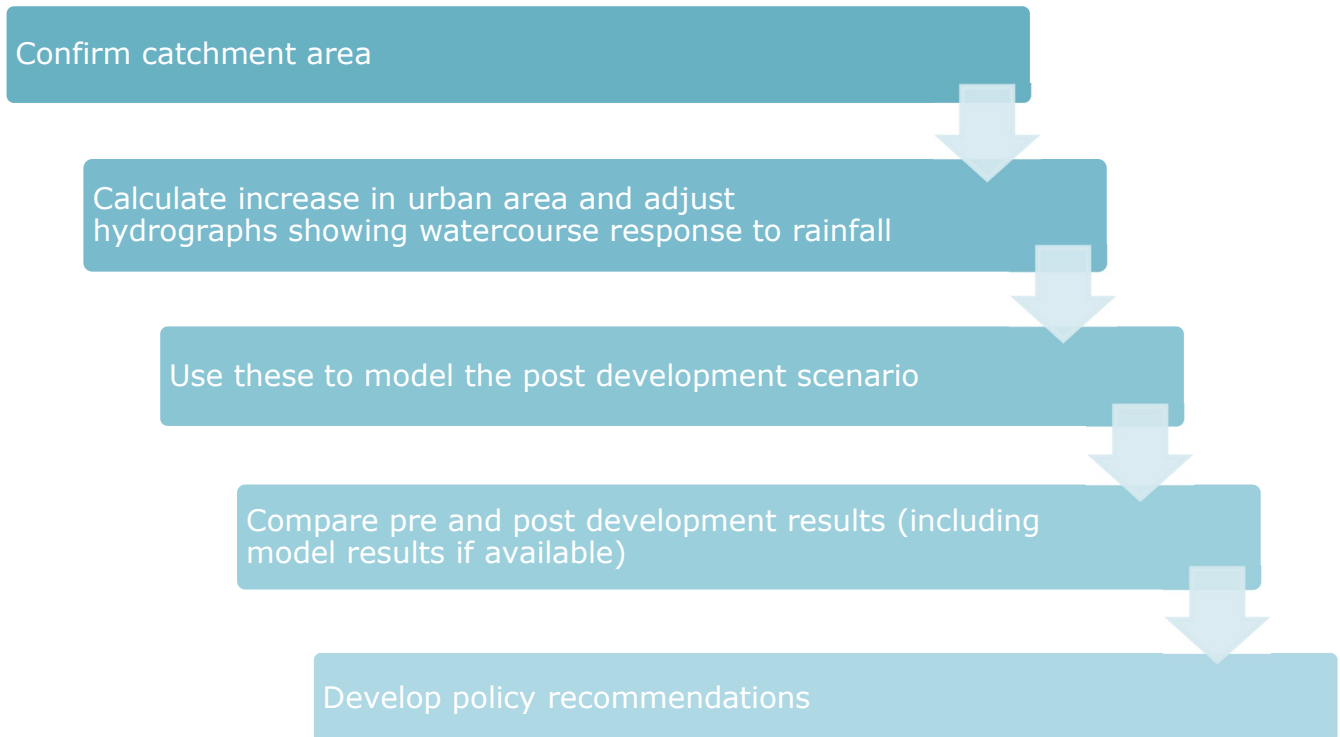 Confirm catchment area
Calculate increase in urban area and adjust
hydrographs showing watercourse response to rainfall
Use these to model the post development scenario
Compare pre and post development results (including
model results if available)
Develop policy recommendations